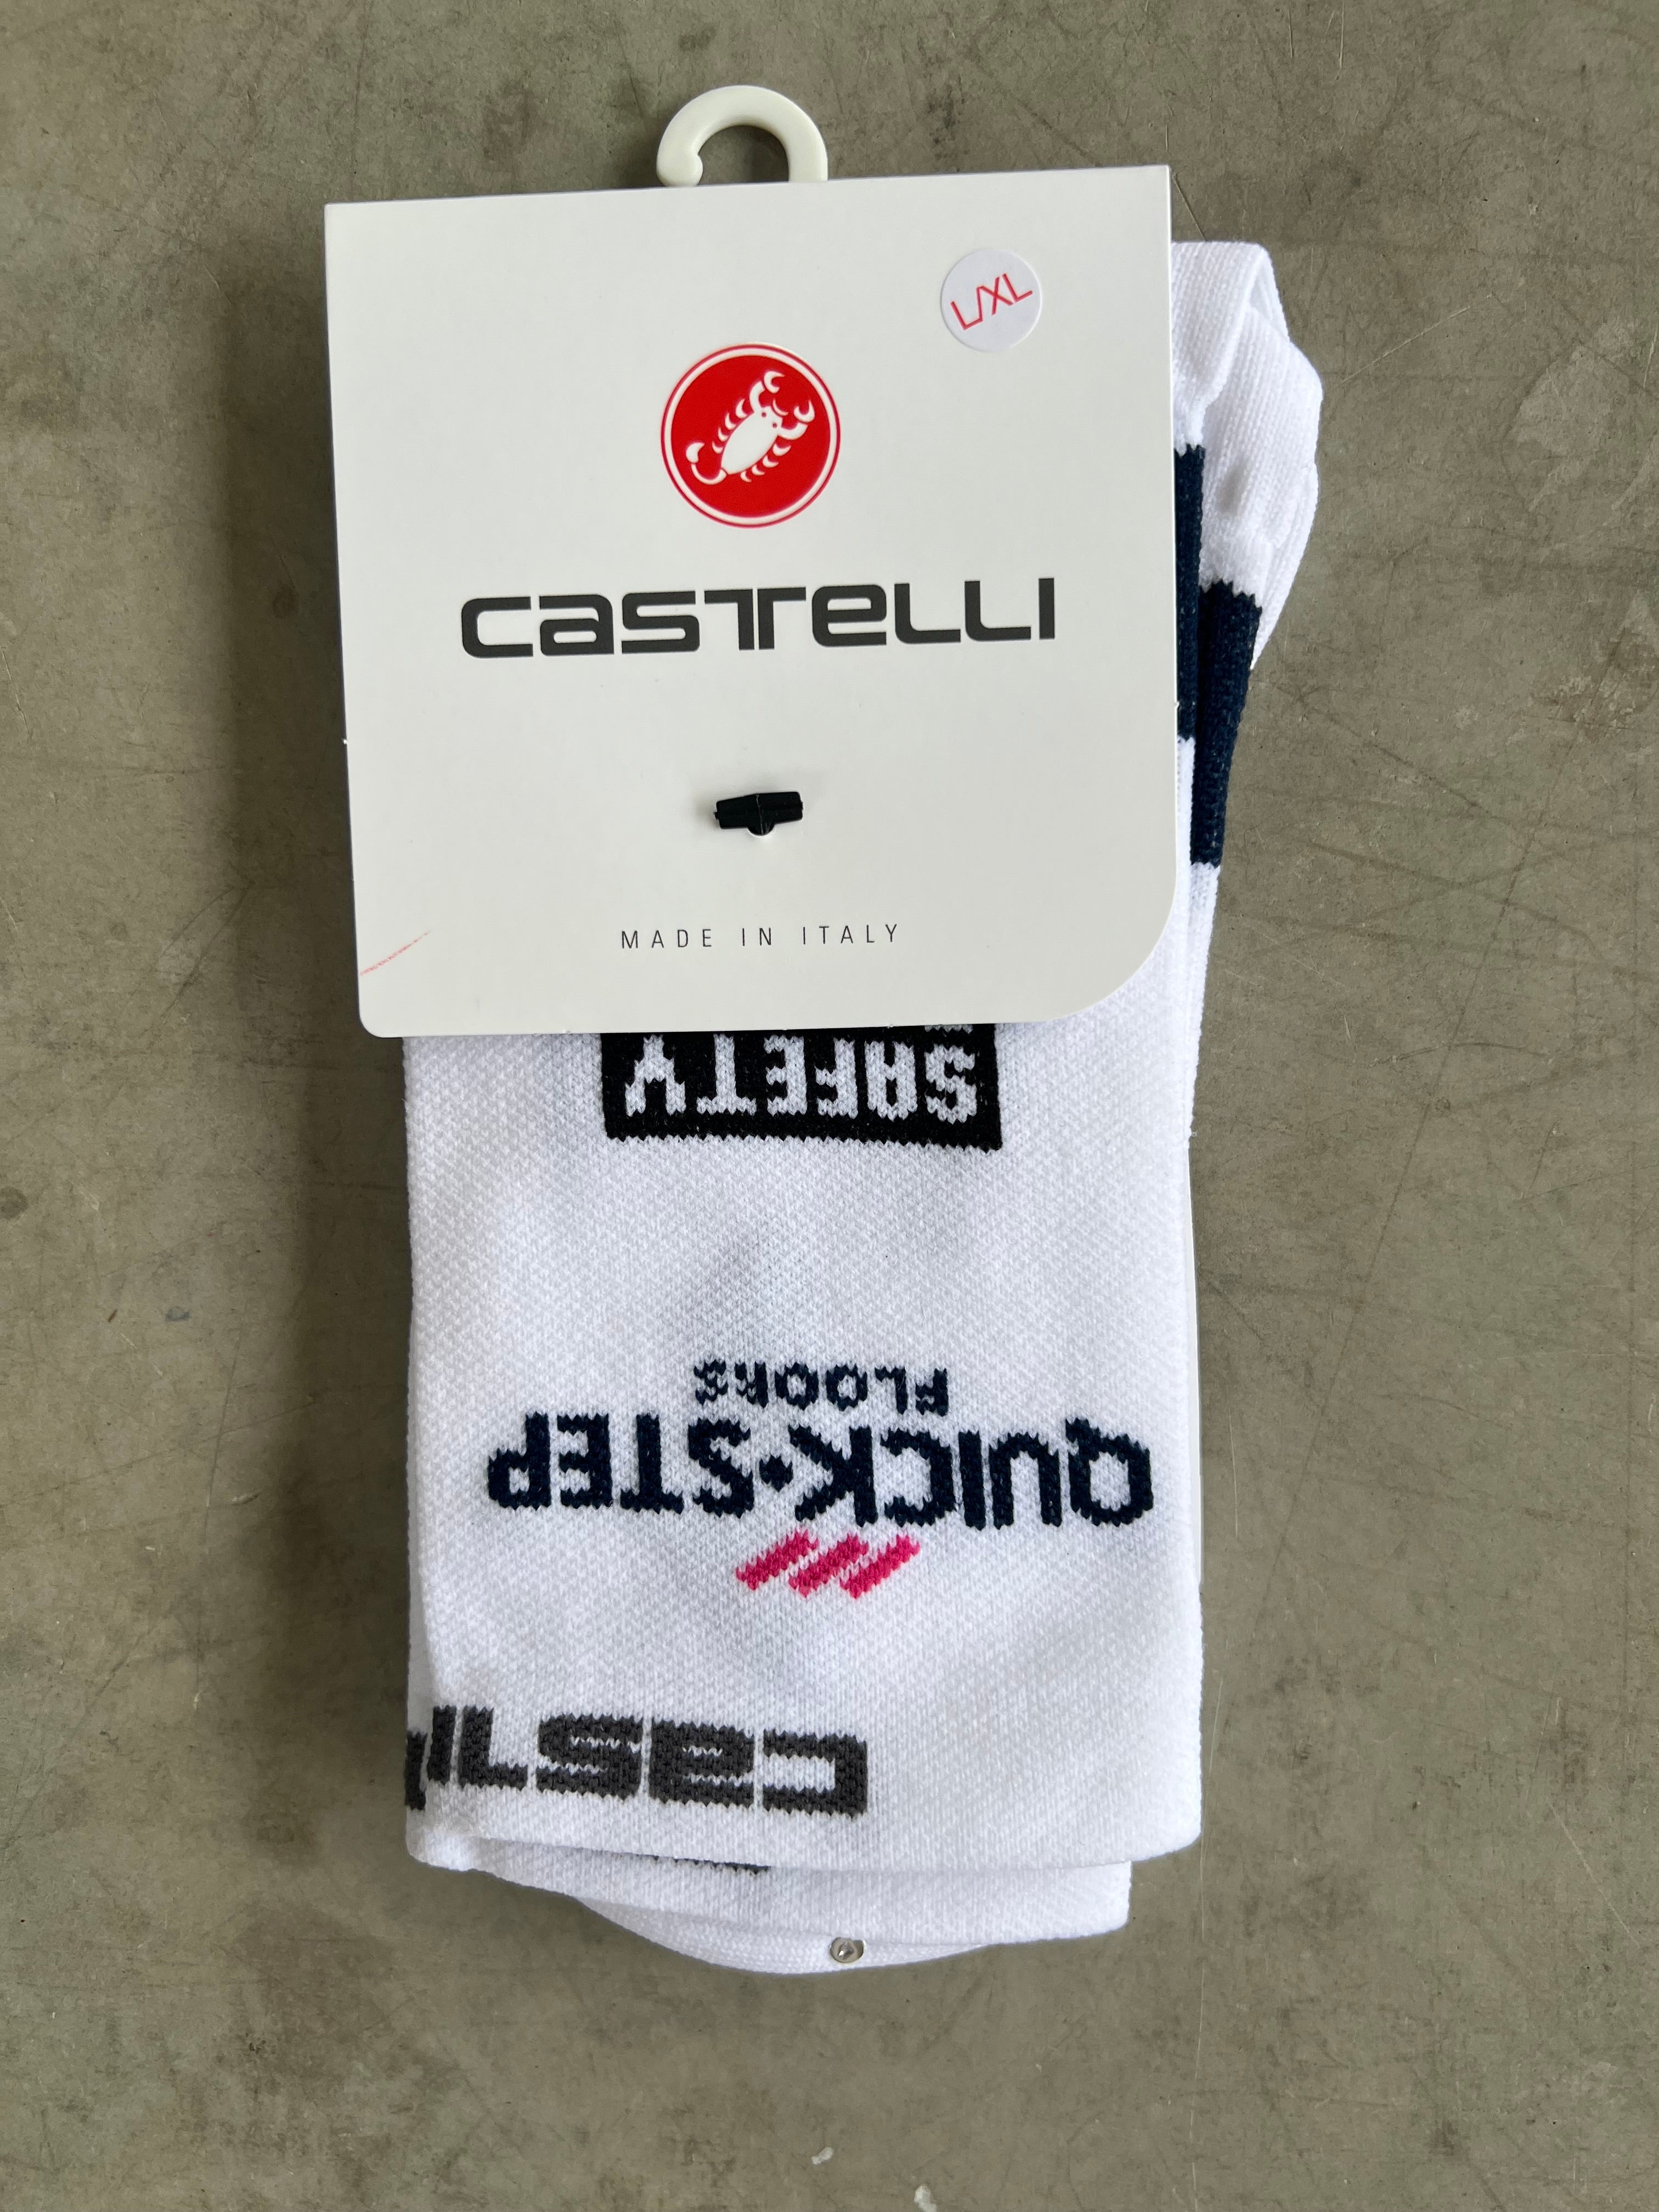 L/XL
CASTELLI
MADE IN ITALY
SAFETY
QUICK·STEP
FLOORS